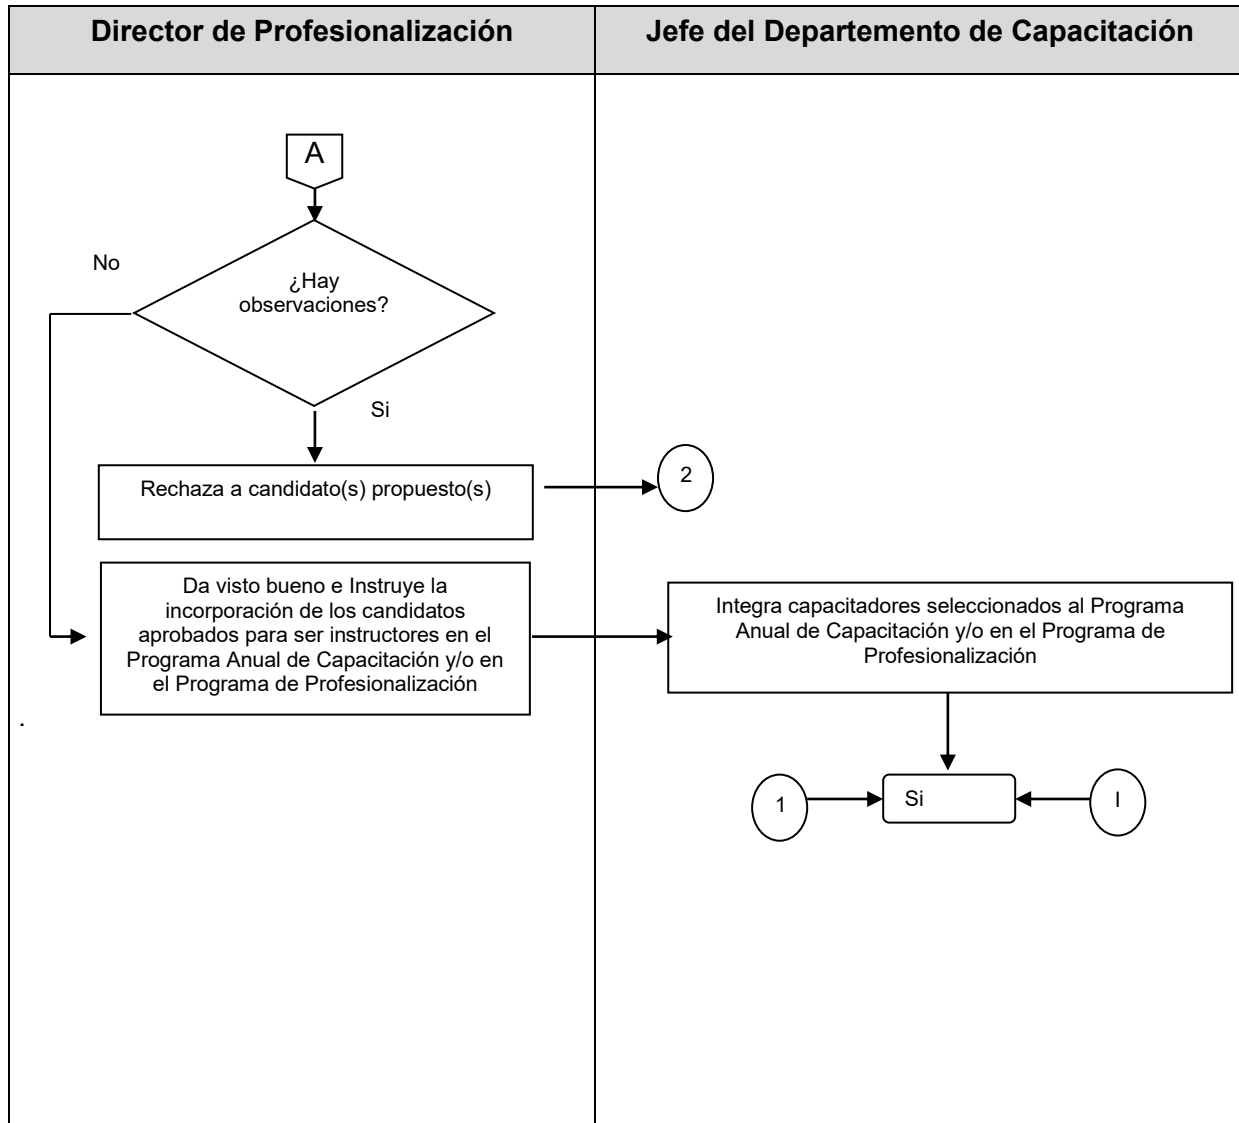 Director de Profesionalización
Jefe del Departemento de Capacitación
A
No
¿Hay
observaciones?
Si
Rechaza a candidato(s) propuesto(s)
2
Da visto bueno e Instruye la
incorporación de los candidatos
aprobados para ser instructores en el
Programa Anual de Capacitación y/o en
el Programa de Profesionalización
Integra capacitadores seleccionados al Programa
Anual de Capacitación y/o en el Programa de
Profesionalización
.
1
Si
I